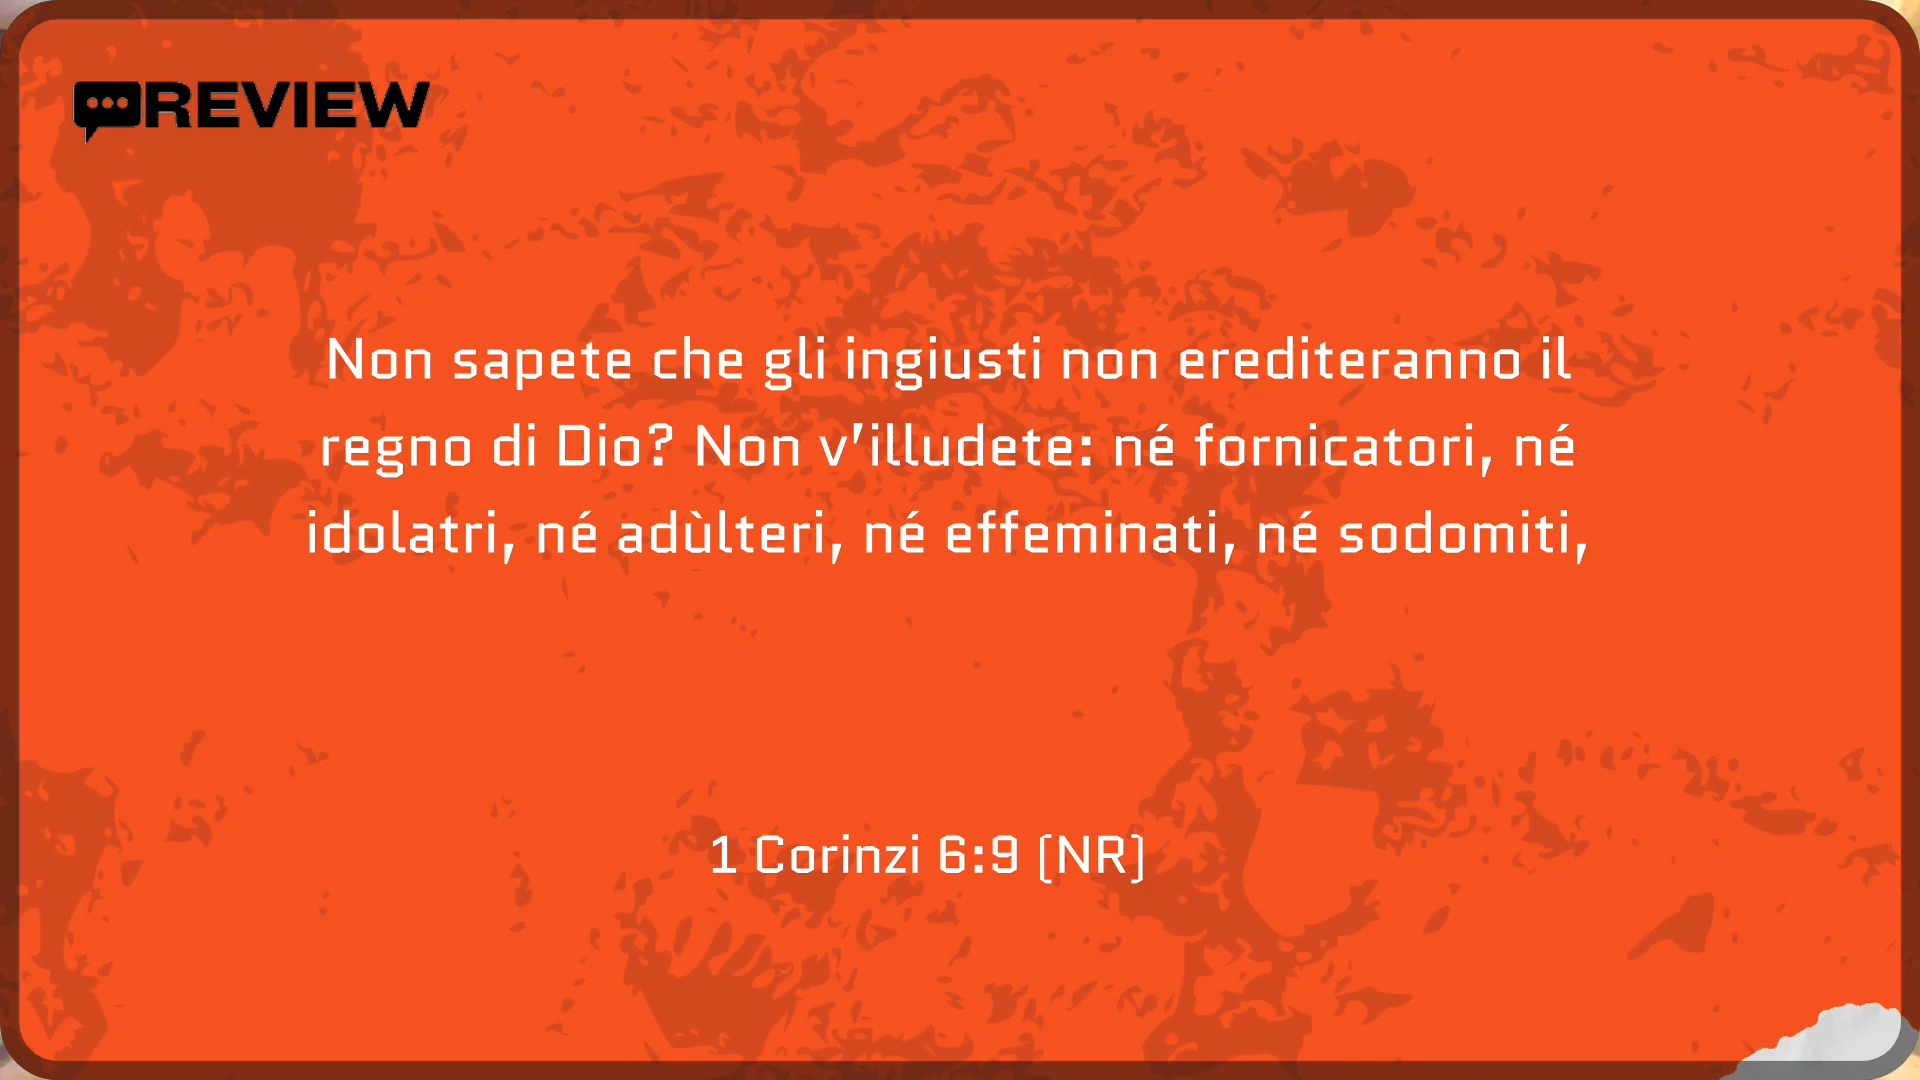 REVIEW
Non sapete che gli ingiusti non erediteranno il
regno di Dio? Non v'illudete: né fornicatori, né
idolatri, né adùlteri, né effeminati, né sodomiti,
1 Corinzi 6:9 (NR)